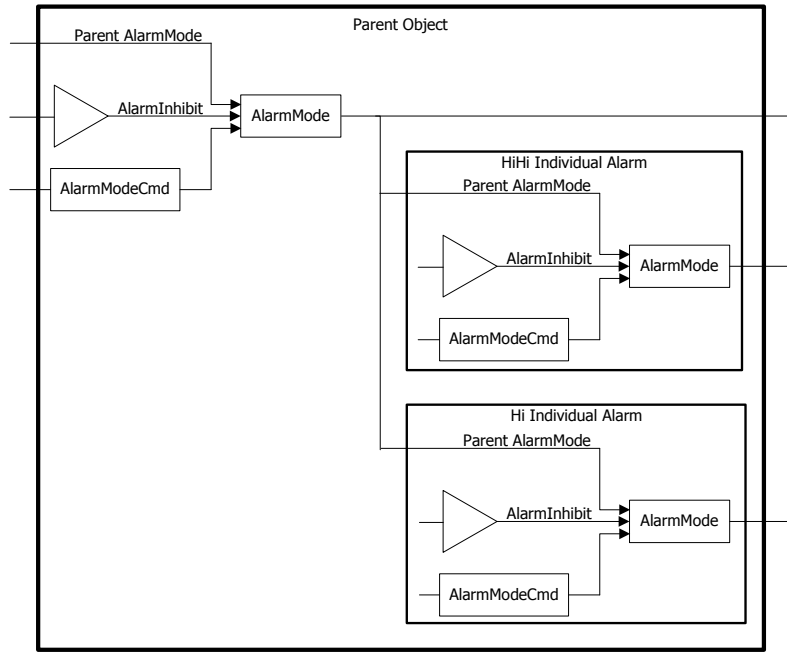 Parent Object
Parent AlarmMode
AlarmInhibit
AlarmMode
AlarmModeCmd
HiHi Individual Alarm
Parent AlarmMode
AlarmInhibit
AlarmMode
AlarmModeCmd
Hi Individual Alarm
Parent AlarmMode
AlarmInhibit
AlarmMode
AlarmModeCmd